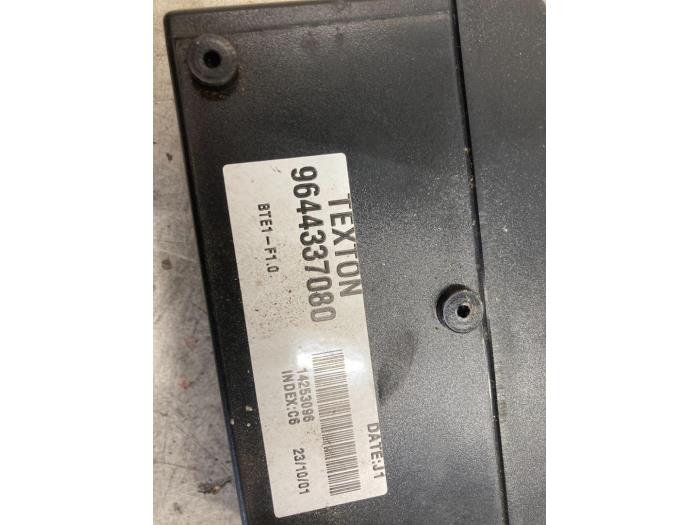 TEXTON
9644337080
BTE1-F1.0
DATE:J1
14253096
INDEX:C6
23/10/01